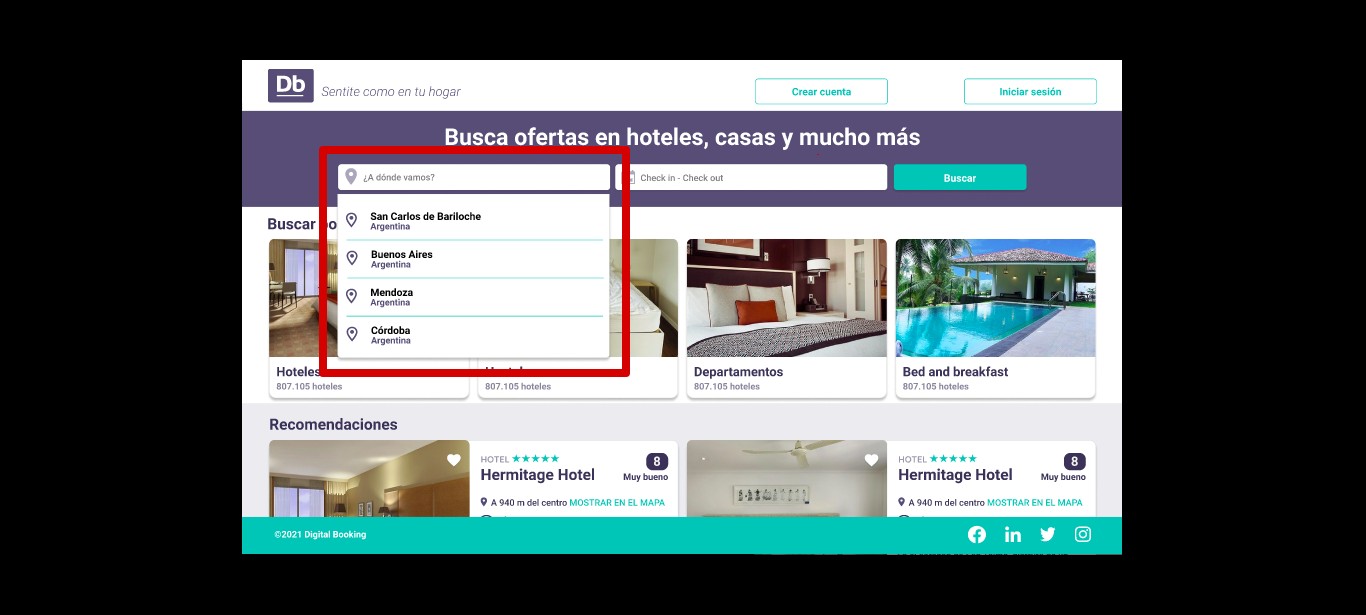 Db
Sentite como en tu hogar
Crear cuenta
Iniciar sesión
Busca ofertas en hoteles, casas y mucho más
¿A dónde vamos?
Check in - Check out
Buscar
Buscar po
San Carlos de Bariloche
Argentina
Buenos Aires
Argentina
Mendoza
Argentina
Córdoba
Argentina
Hoteles
807.105 hoteles
807.105 hoteles
Departamentos
807.105 hoteles
Bed and breakfast
807.105 hoteles
Recomendaciones
HOTEL
8
Hermitage Hotel
Muy bueno
A 940 m del centro MOSTRAR EN EL MAPA
HOTEL
8
Hermitage Hotel
Muy bueno
A 940 m del centro MOSTRAR EN EL MAPA
©2021 Digital Booking